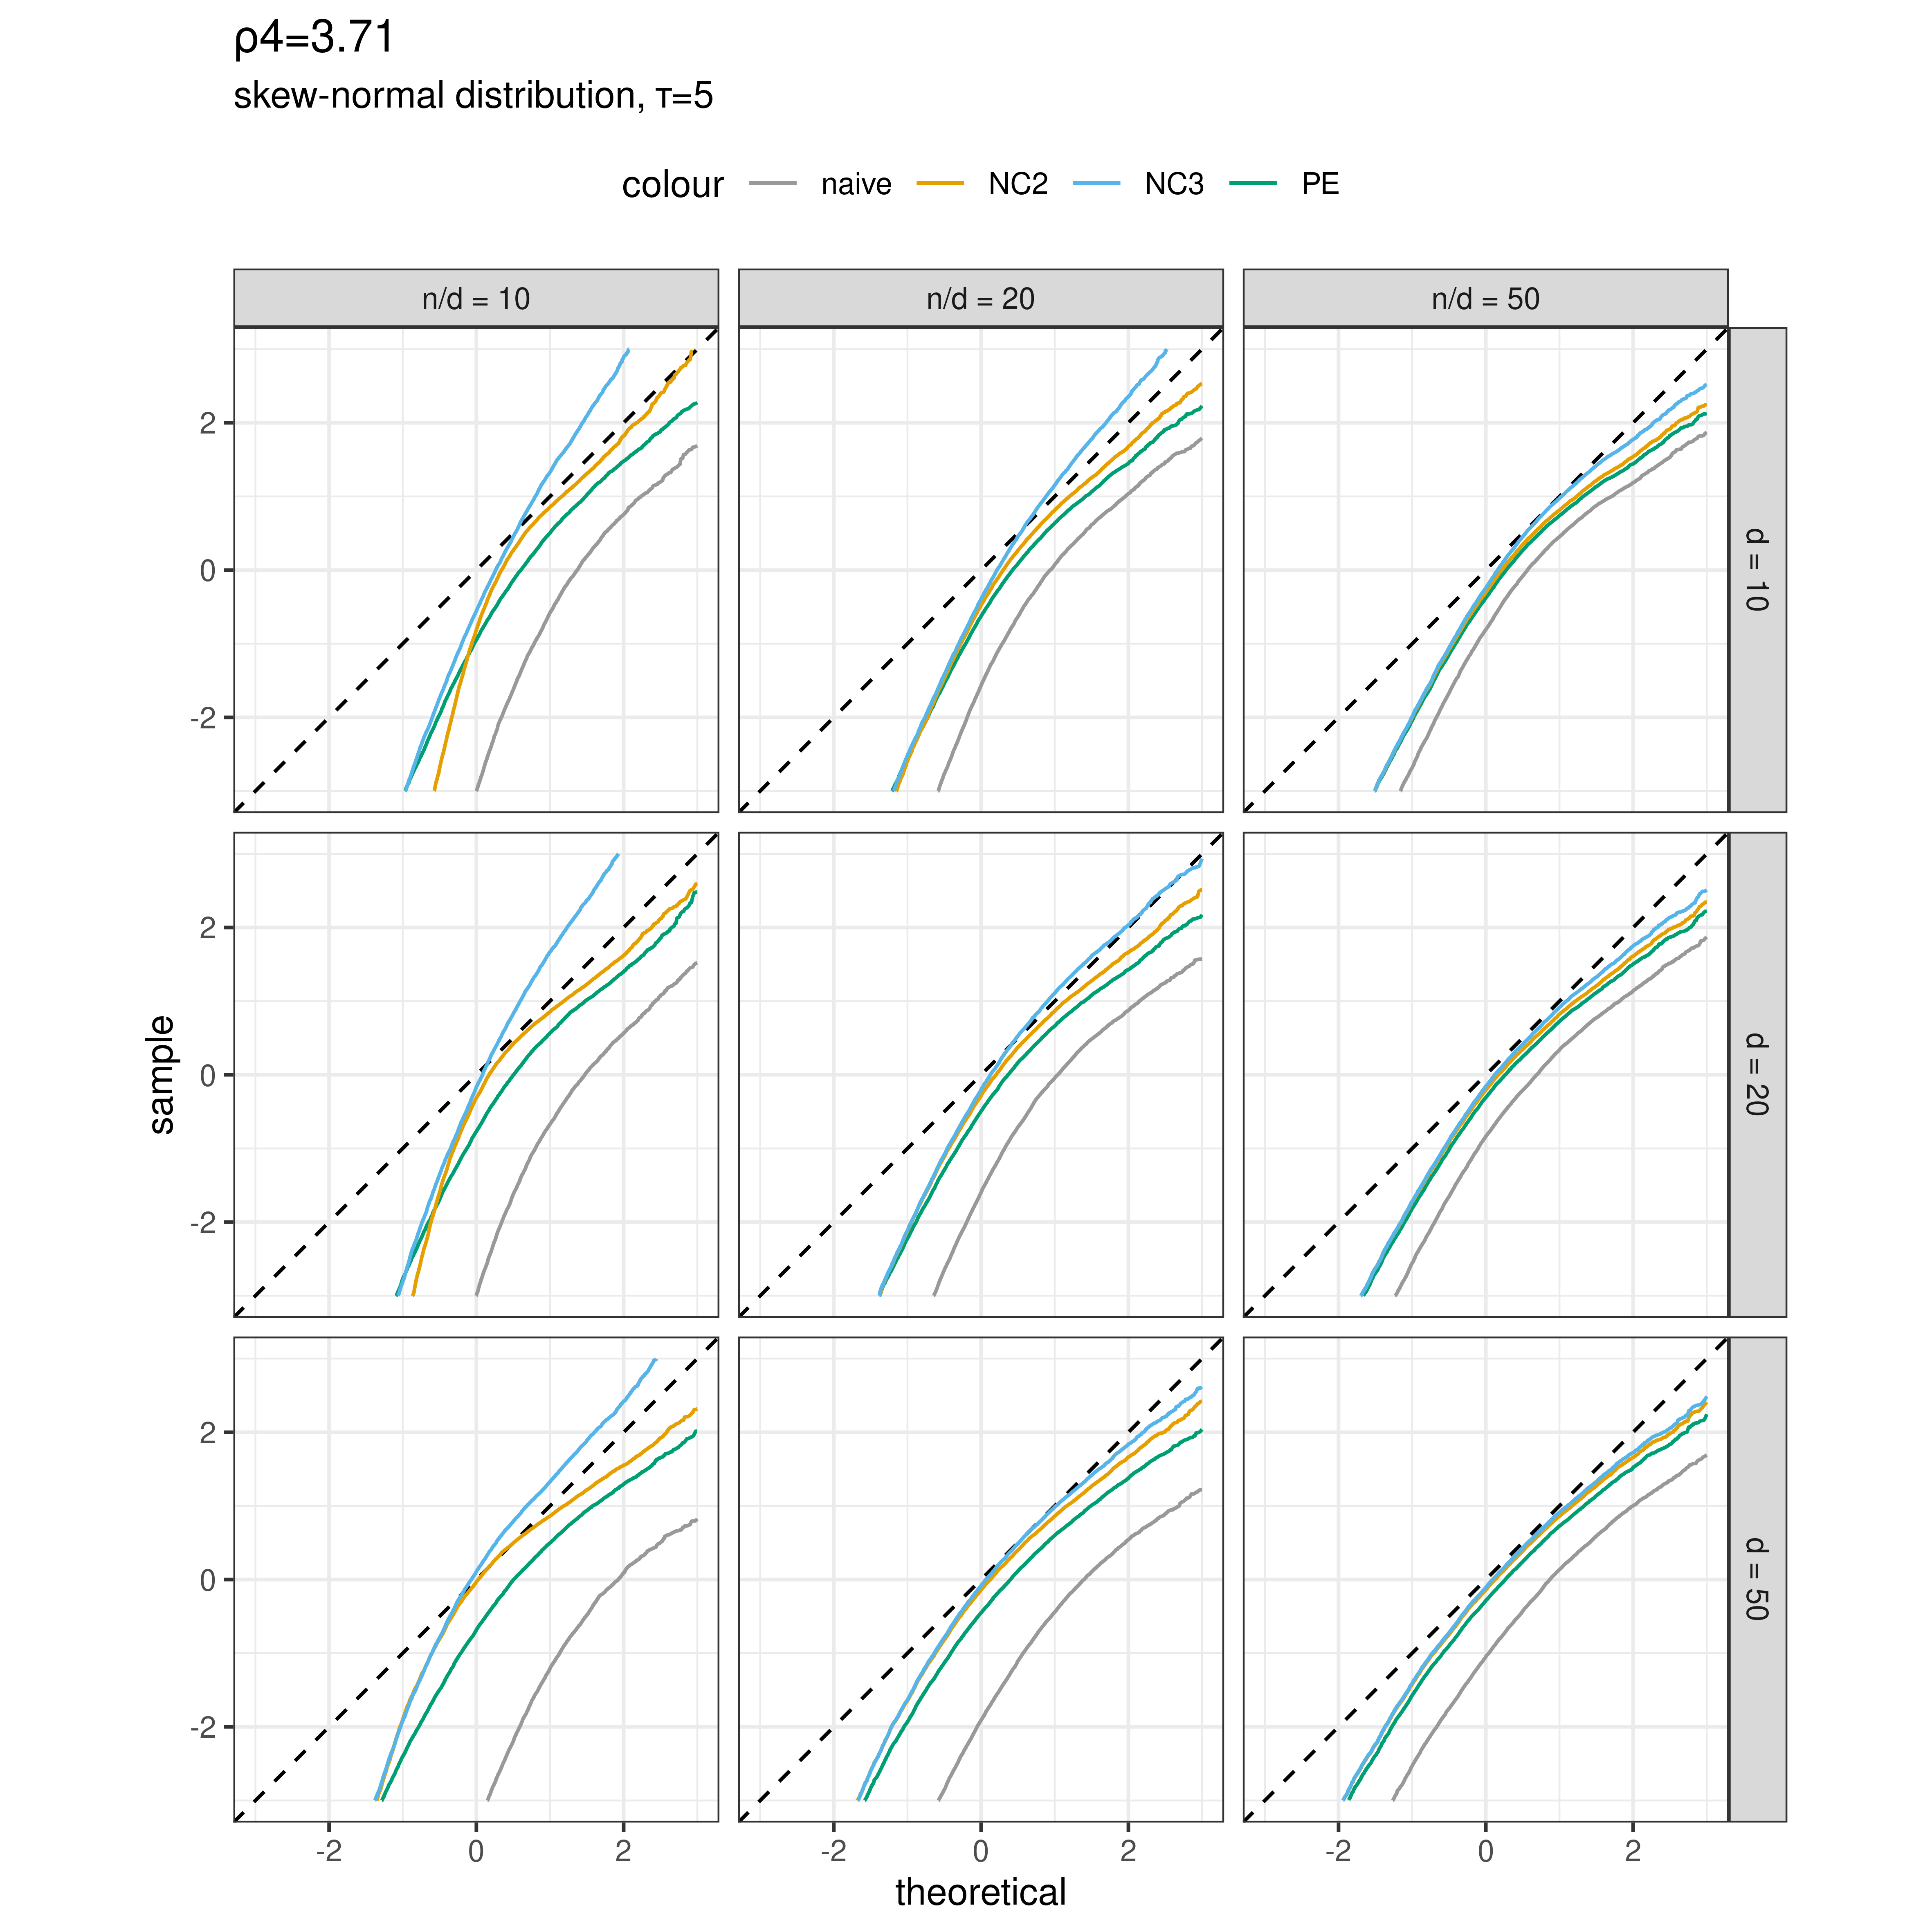 ρ4=3.71
skew-normal distribution, τ=5
colour naive NC2 NC3 PE
n/d = 10 n/d = 20 n/d = 50
2
0
-2
d = 10
2
0
-2
d = 20
2
0
-2
d = 50
sample
-2 0 2 -2 0 2 -2 0 2
theoretical